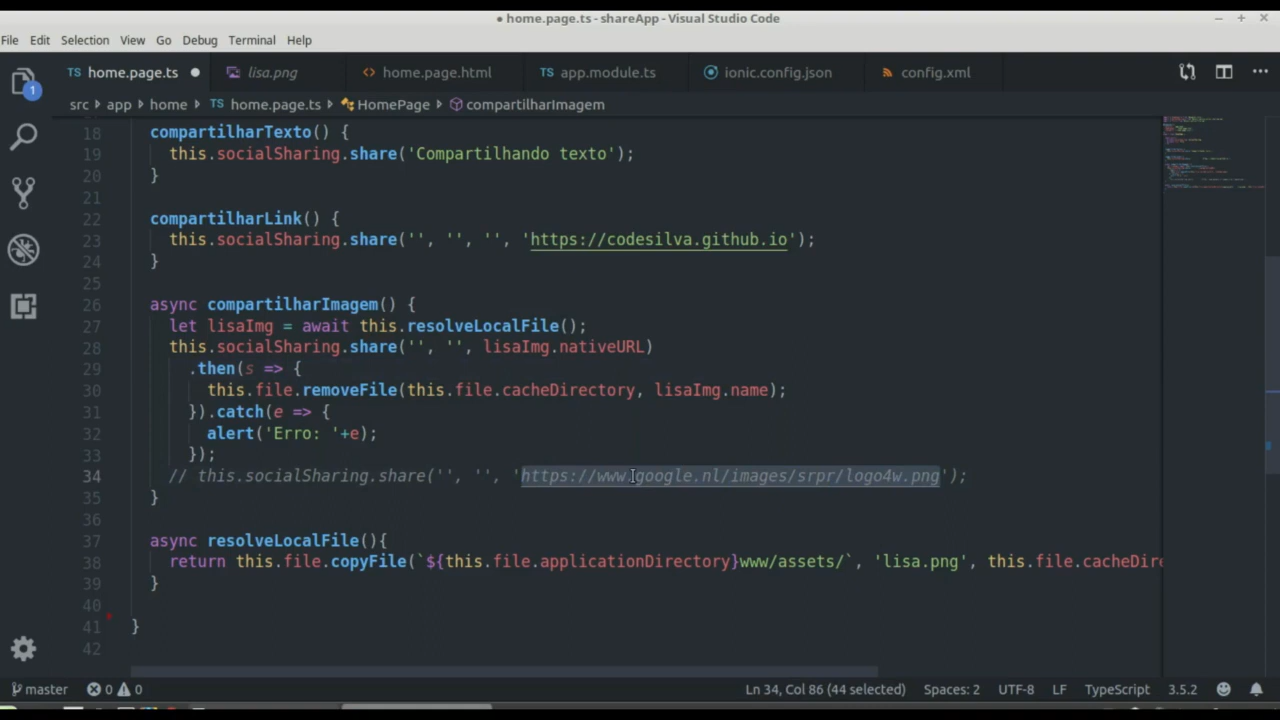 ● home.page.ts - shareApp - Visual Studio Code
File Edit Selection View Go Debug Terminal Help
TS home.page.ts lisa.png home.page.html TS app.module.ts ionic.config.json config.xml
1
src app home TS home.page.ts HomePage compartilharImagem
18 compartilharTexto() {
19 this.socialSharing.share('Compartilhando texto');
20 }
21
22 compartilharLink() {
23 this.socialSharing.share('', '', '', 'https://codesilva.github.io');
24 }
25
26 async compartilharImagem() {
27 let lisaImg = await this.resolveLocalFile();
28 this.socialSharing.share('', '', lisaImg.nativeURL)
29 .then(s => {
30 this.file.removeFile(this.file.cacheDirectory, lisaImg.name);
31 }).catch(e => {
32 alert('Erro: '+e);
33 });
34 // this.socialSharing.share('', '', 'https://www.google.nl/images/srpr/logo4w.png');
35 }
36
37 async resolveLocalFile(){
38 return this.file.copyFile(`${this.file.applicationDirectory}www/assets/`, 'lisa.png', this.file.cacheDire
39 }
40
41 }
42
master 0 0 Ln 34, Col 86 (44 selected) Spaces: 2 UTF-8 LF TypeScript 3.5.2